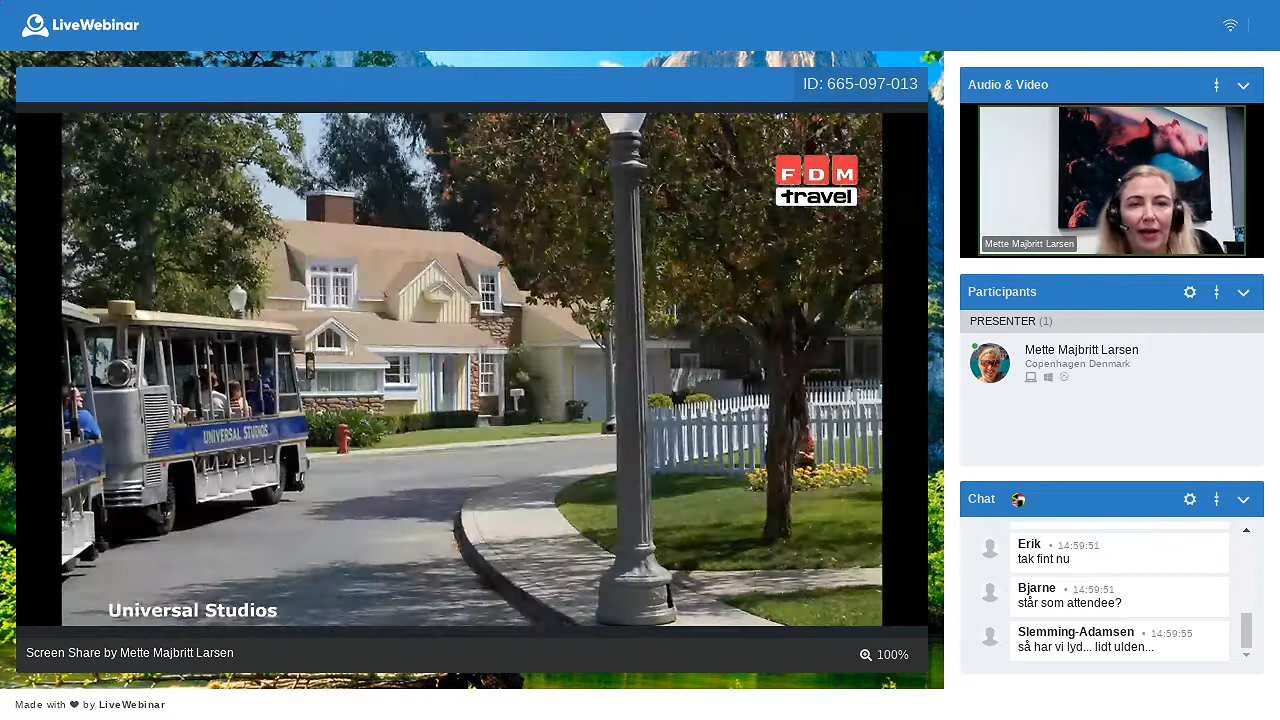 LiveWebinar
ID: 665-097-013
FDM
travel
UNIVERSAL STUDIOS
Universal Studios
Screen Share by Mette Majbritt Larsen
100%
Made with by LiveWebinar
Audio & Video
Mette Majbritt Larsen
Participants
PRESENTER (1)
Mette Majbritt Larsen
Copenhagen Denmark
Chat
Erik • 14:59:51
tak fint nu
Bjarne • 14:59:51
står som attendee?
Slemming-Adamsen • 14:59:55
så har vi lyd... lidt ulden...